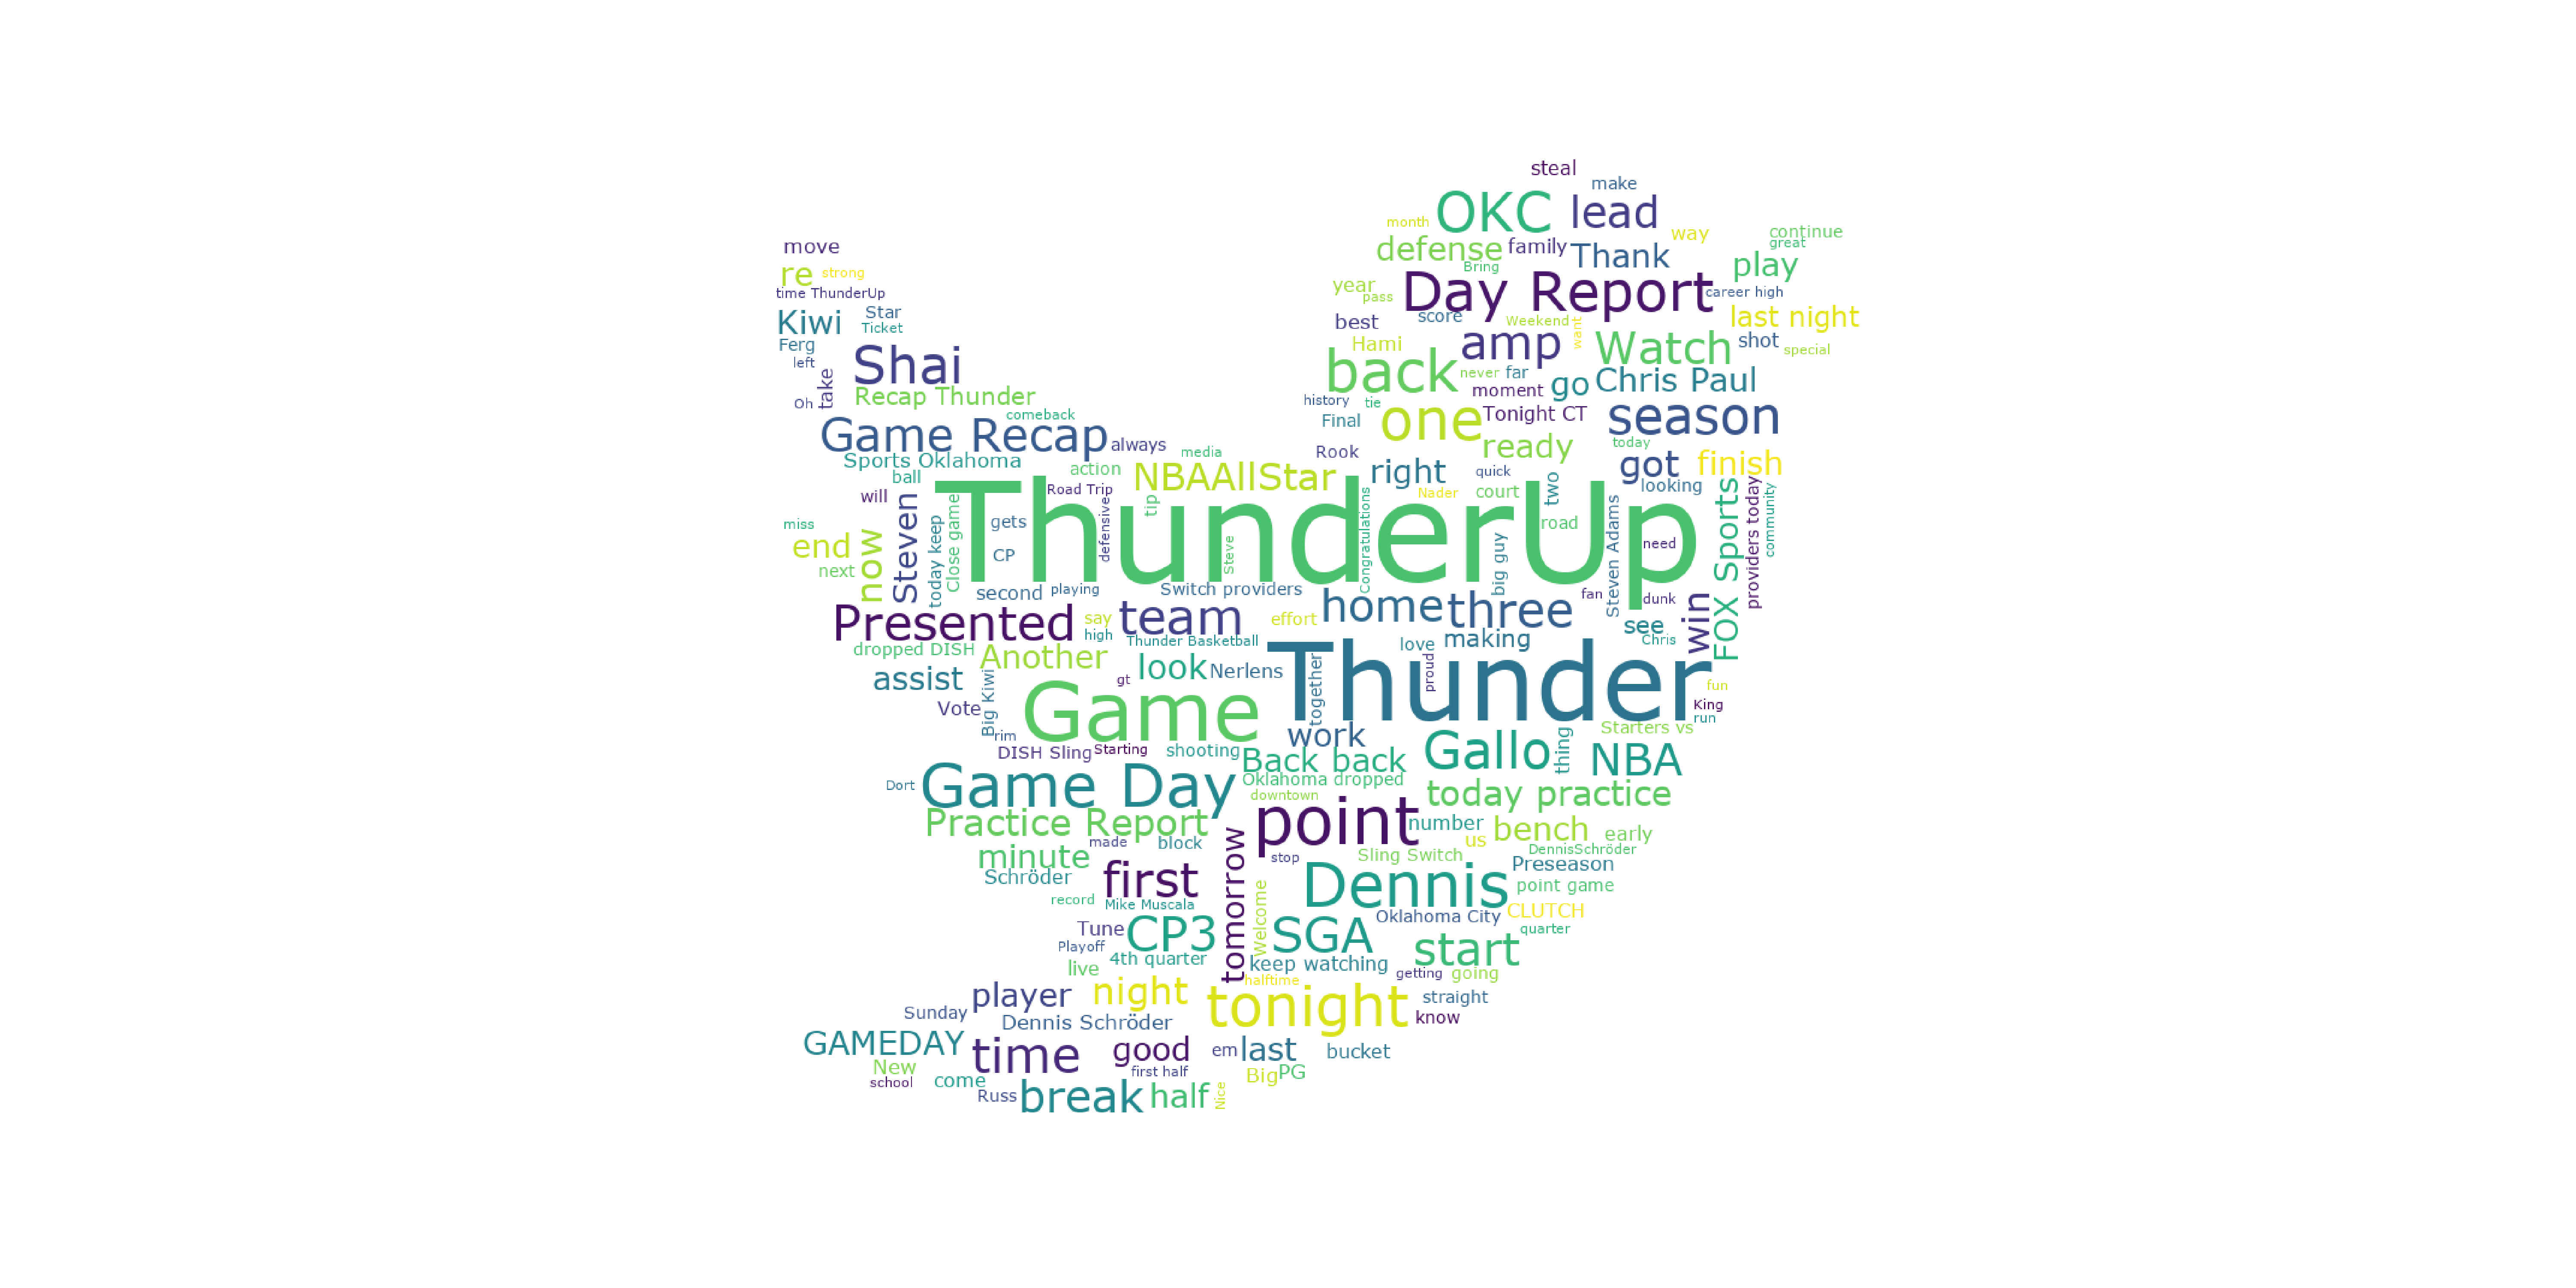 steal
make
OKC
lead
month
way
continue
great
move
defense
family
Thank
play
re
strong
Bring
year
pass
Day Report
career high
time ThunderUp
Star
Ticket
Kiwi
best
score
Weekend
want
last night
Ferg
Hami
amp
Watch
shot
special
left
Shai
back
never
far
take
Recap Thunder
moment
go
Chris Paul
Oh
history
tie
comeback
Final
one
Tonight CT
season
Game Recap
always
media
Rook
ready
today
Sports Oklahoma
action
NBAAllStar
right
quick
got
finish
ball
looking
will
Road Trip
Nader
court
two
Steven
ThunderUp
tip
Congratulations
road
FOX Sports
providers today
community
miss
gets
defensive
end
now
today keep
Close game
CP
Steve
big guy
Steven Adams
need
next
second
playing
Switch providers
fan
dunk
Presented
say
team
effort
home
three
see
win
high
Thunder Basketball
love
making
Chris
dropped DISH
Another
look
Nerlens
together
proud
Thunder
assist
gt
fun
Vote
Big Kiwi
Game
King
run
rim
work
Starters vs
DISH Sling
Starting
shooting
Back back
Gallo
thing
NBA
Dort
Game Day
Oklahoma dropped
downtown
today practice
Practice Report
point
number
bench
early
made
block
us
DennisSchröder
minute
tomorrow
stop
Sling Switch
Preseason
Schröder
first
Dennis
point game
record
Mike Muscala
Welcome
Oklahoma City
CLUTCH
Tune
CP3
SGA
quarter
Playoff
4th quarter
start
live
keep watching
getting
going
halftime
player
night
tonight
straight
Sunday
Dennis Schröder
know
GAMEDAY
time
good
em
last
bucket
New
first half
Big
PG
school
come
Russ
break
half
Nice